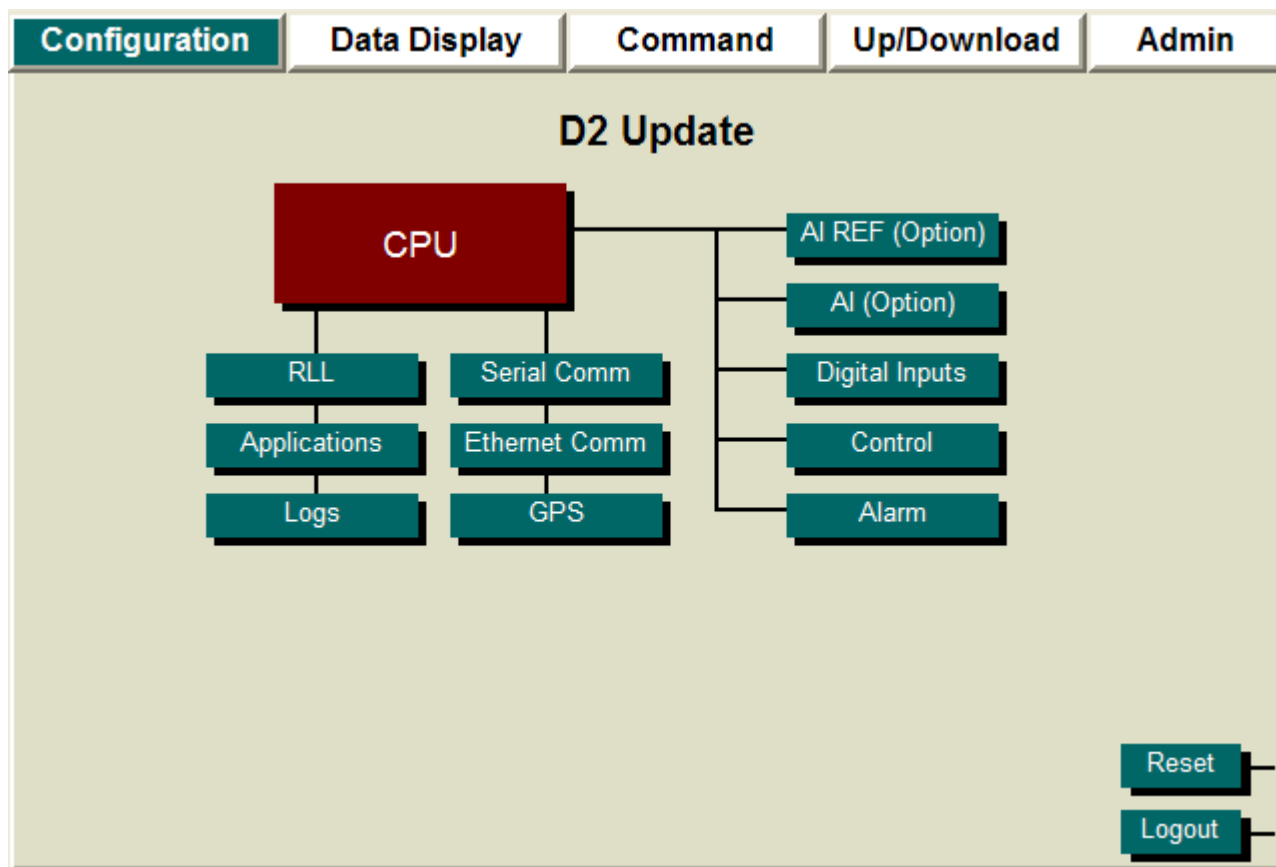 Configuration
Data Display
Command
Up/Download
Admin
D2 Update
CPU
AI REF (Option)
AI (Option)
RLL
Serial Comm
Digital Inputs
Applications
Ethernet Comm
Control
Logs
GPS
Alarm
Reset
Logout